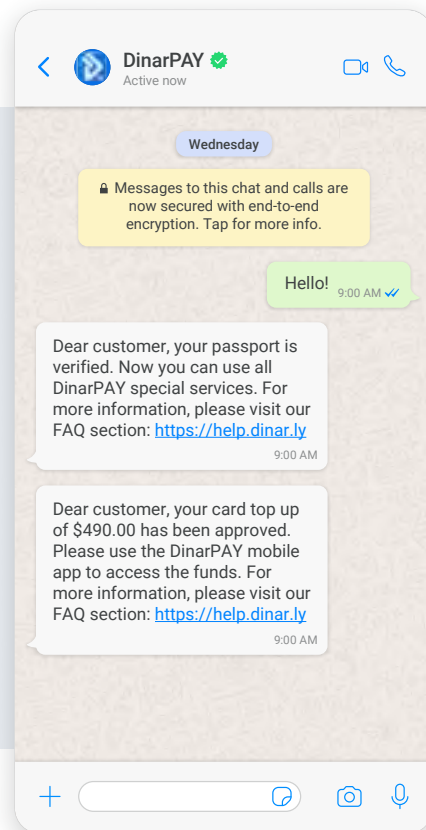 DinarPAY
Active now
Wednesday
Messages to this chat and calls are
now secured with end-to-end
encryption. Tap for more info.
Hello!
9:00 AM
Dear customer, your passport is
verified. Now you can use all
DinarPAY special services. For
more information, please visit our
FAQ section: https://help.dinar.ly
9:00 AM
Dear customer, your card top up
of $490.00 has been approved.
Please use the DinarPAY mobile
app to access the funds. For
more information, please visit our
FAQ section: https://help.dinar.ly
9:00 AM